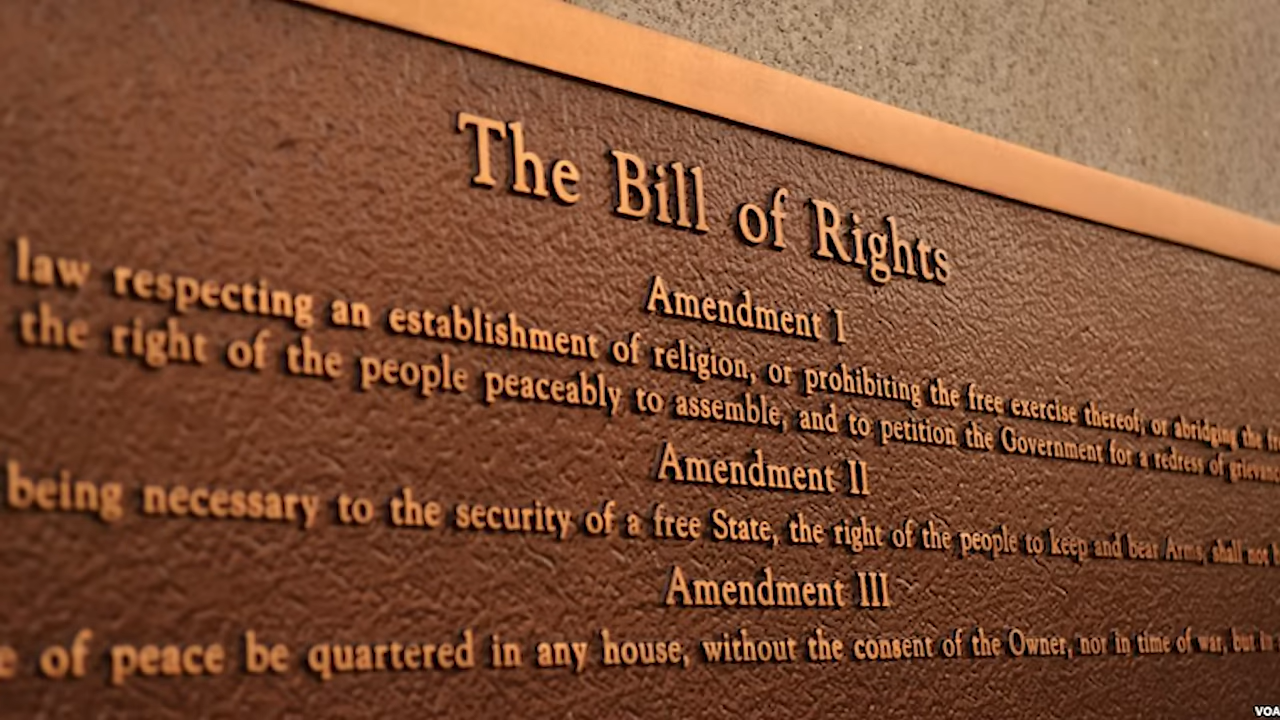 The Bill of Rights
Amendment I
law respecting an establishment of religion, or prohibiting the free exercise thereof, or abridging the
the right of the people peaceably to assemble, and to petition the Government for a redress of
Amendment II
being necessary to the security of a free State, the right of the people to keep and bear Arms, shall not
Amendment III
of peace be quartered in any house, without the consent of the Owner, nor in time of war, but in
VOA